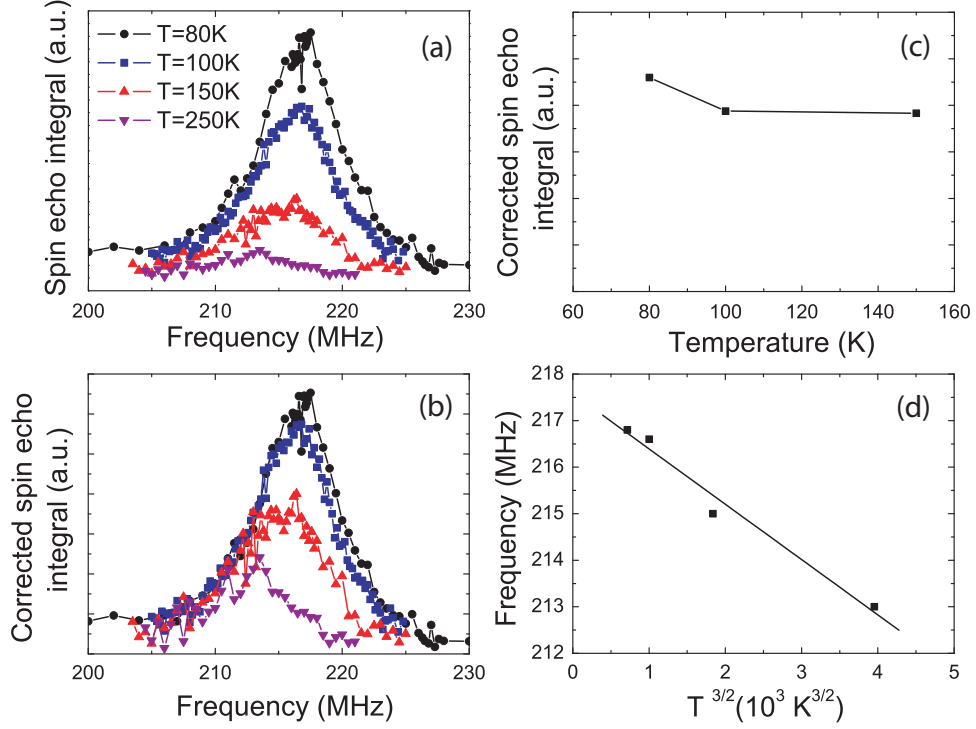 (a)
T=80K
T=100K
T=150K
T=250K
Spin echo integral (a.u.)
200 210 220 230
Frequency (MHz)
(c)
Corrected spin echo
integral (a.u.)
60 80 100 120 140 160
Temperature (K)
(b)
Corrected spin echo
integral (a.u.)
200 210 220 230
Frequency (MHz)
(d)
218
217
216
215
214
213
212
Frequency (MHz)
0 1 2 3 4 5
T 3/2(10³ K3/2)